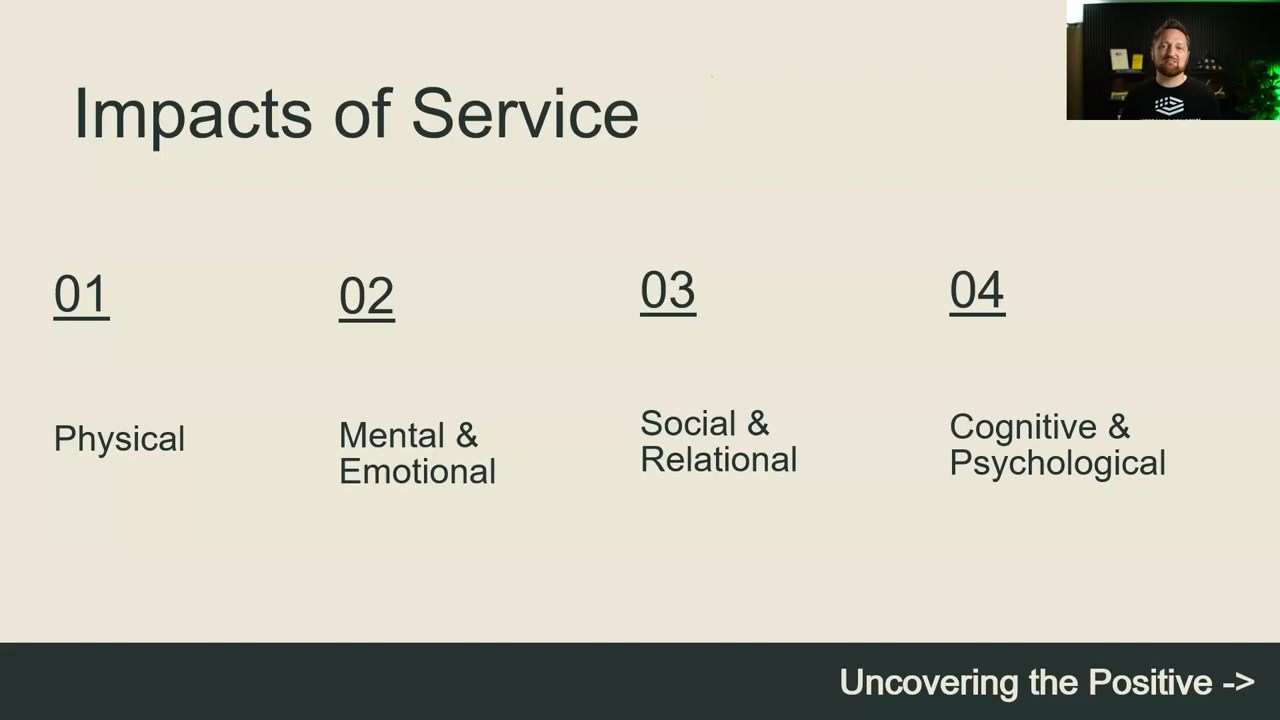 Impacts of Service
01
02
03
04
Physical
Mental &
Emotional
Social &
Relational
Cognitive &
Psychological
Uncovering the Positive ->